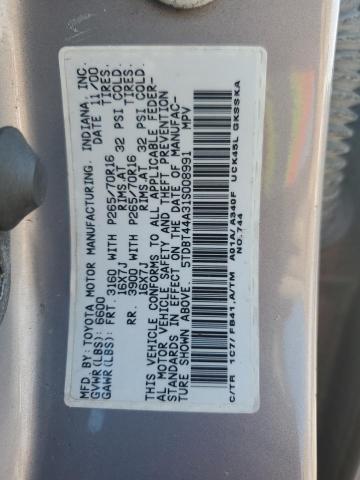 MFD BY: TOYOTA MOTOR MANUFACTURING, INDIANA, INC.
GVWR(LBS): 6600 DATE 11/00
GAWR(LBS): FRT. 3160 WITH P265/70R16 TIRES,
16X7J RIMS,AT 32 PSI COLD.
RR. 3900 WITH P265/70R16 TIRES,
16X7J RIMS,AT 32 PSI COLD.
THIS VEHICLE CONFORMS TO ALL APPLICABLE FEDER-
AL MOTOR VEHICLE SAFETY AND THEFT PREVENTION
STANDARDS IN EFFECT ON THE DATE OF MANUFAC-
TURE SHOWN ABOVE.
5TDBT44A31S008991 MPV
C/TR 1C7/ FB41,A/TM A01A/ A340F UCK45L GKSSKA
NO.744